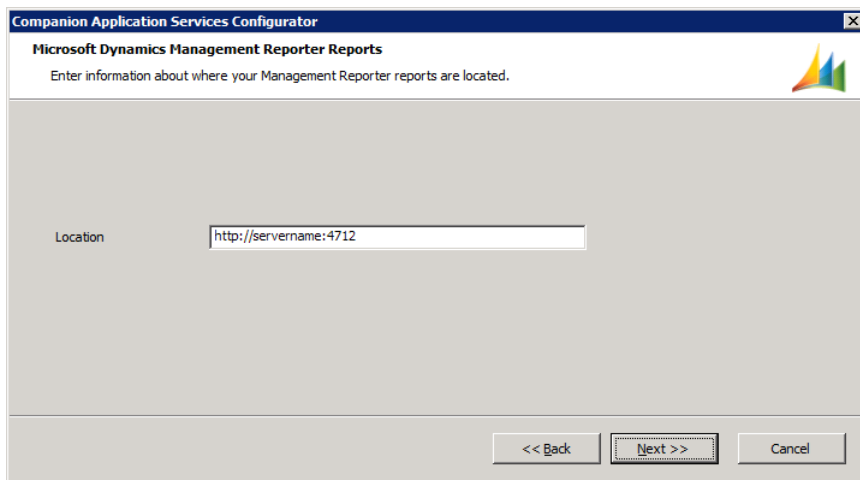 Companion Application Services Configurator
Microsoft Dynamics Management Reporter Reports
Enter information about where your Management Reporter reports are located.
Location http://servername:4712
<< Back Next >> Cancel